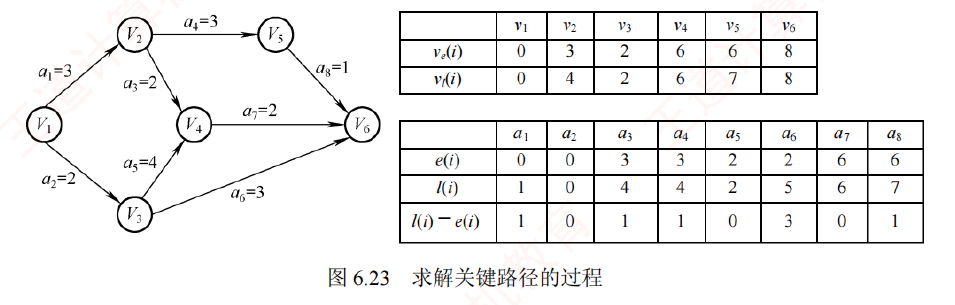 a₄=3
V₂
V₅
a₁=3
a₃=2
a₈=1
a₇=2
V₁
V₄
V₆
a₅=4
a₂=2
a₆=3
V₃
v₁ v₂ v₃ v₄ v₅ v₆
vₑ(i) 0 3 2 6 6 8
vₗ(i) 0 4 2 6 7 8
a₁ a₂ a₃ a₄ a₅ a₆ a₇ a₈
e(i) 0 0 3 3 2 2 6 6
l(i) 1 0 4 4 2 5 6 7
l(i)－e(i) 1 0 1 1 0 3 0 1
图 6.23 求解关键路径的过程